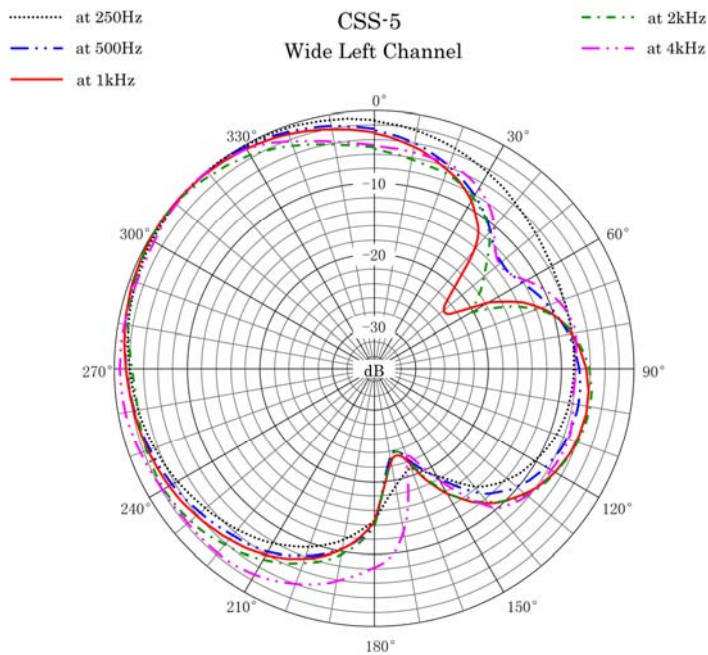 CSS-5
Wide Left Channel
at 250Hz
at 500Hz
at 1kHz
at 2kHz
at 4kHz
0°
330°
30°
-10
300°
60°
-20
-30
270°
dB
90°
240°
120°
210°
150°
180°